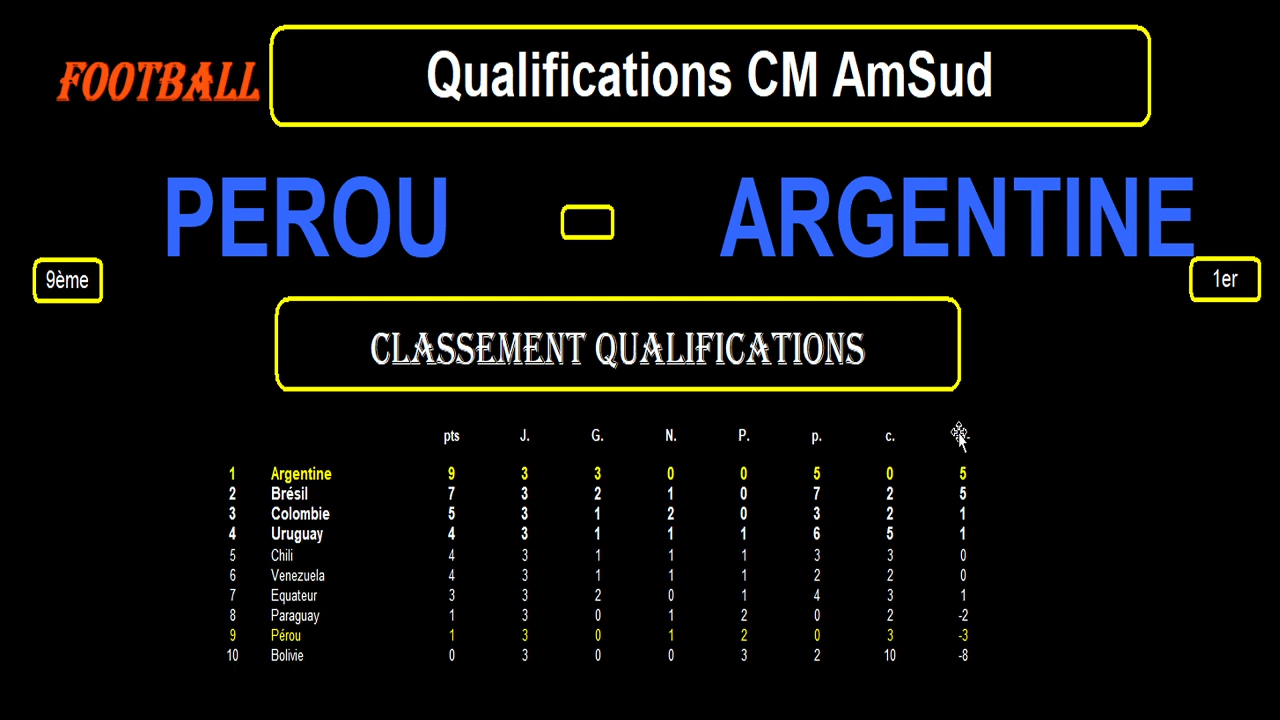 FOOTBALL
Qualifications CM AmSud
PEROU
ARGENTINE
9ème
1er
CLASSEMENT QUALIFICATIONS
pts J. G. N. P. p. c.
1 Argentine 9 3 3 0 0 5 0 5
2 Brésil 7 3 2 1 0 7 2 5
3 Colombie 5 3 1 2 0 3 2 1
4 Uruguay 4 3 1 1 1 6 5 1
5 Chili 4 3 1 1 1 3 3 0
6 Venezuela 4 3 1 1 1 2 2 0
7 Equateur 3 3 2 0 1 4 3 1
8 Paraguay 1 3 0 1 2 0 2 -2
9 Pérou 1 3 0 1 2 0 3 -3
10 Bolivie 0 3 0 0 3 2 10 -8